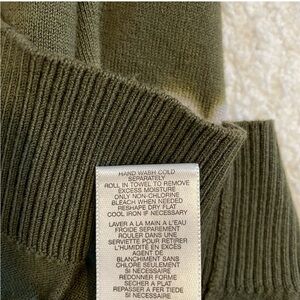 HAND WASH COLD
SEPARATELY
ROLL IN TOWEL TO REMOVE
EXCESS MOISTURE
ONLY NON-CHLORINE
BLEACH WHEN NEEDED
RESHAPE DRY FLAT
COOL IRON IF NECESSARY
LAVER A LA MAIN A L'EAU
FROIDE SEPAREMENT
ROULER DANS UNE
SERVIETTE POUR RETIRER
L'HUMIDITÉ EN EXCÈS
AGENT DE
BLANCHIMENT SANS
CHLORE SEULEMENT
SI NECESSAIRE
REDONNER FORME
SECHER A PLAT
REPASSER A FER TIEDE
SI NECESSAIRE